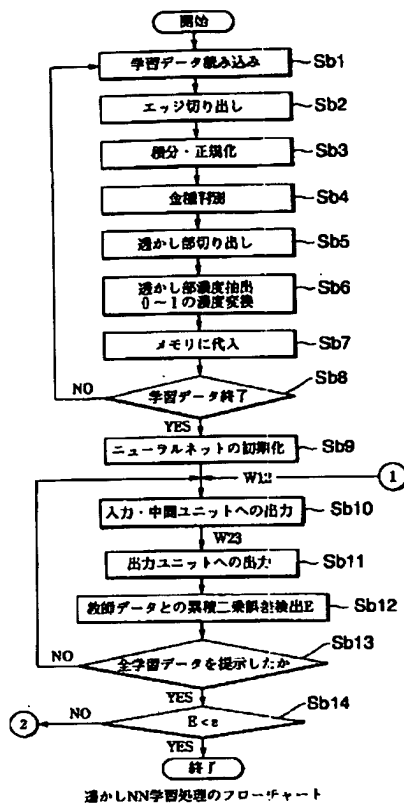 開始
学習データ読み込み
Sb1
エッジ切り出し
Sb2
積分・正規化
Sb3
金種判別
Sb4
透かし部切り出し
Sb5
透かし部濃度抽出
0〜1の濃度変換
Sb6
メモリに代入
Sb7
学習データ終了
Sb8
NO
YES
ニューラルネットの初期化
Sb9
W12
1
入力・中間ユニットへの出力
Sb10
W23
出力ユニットへの出力
Sb11
教師データとの累積二乗誤差検出E
Sb12
全学習データを提示したか
Sb13
NO
YES
E<ε
Sb14
NO
2
YES
終了
透かしNN学習処理のフローチャート